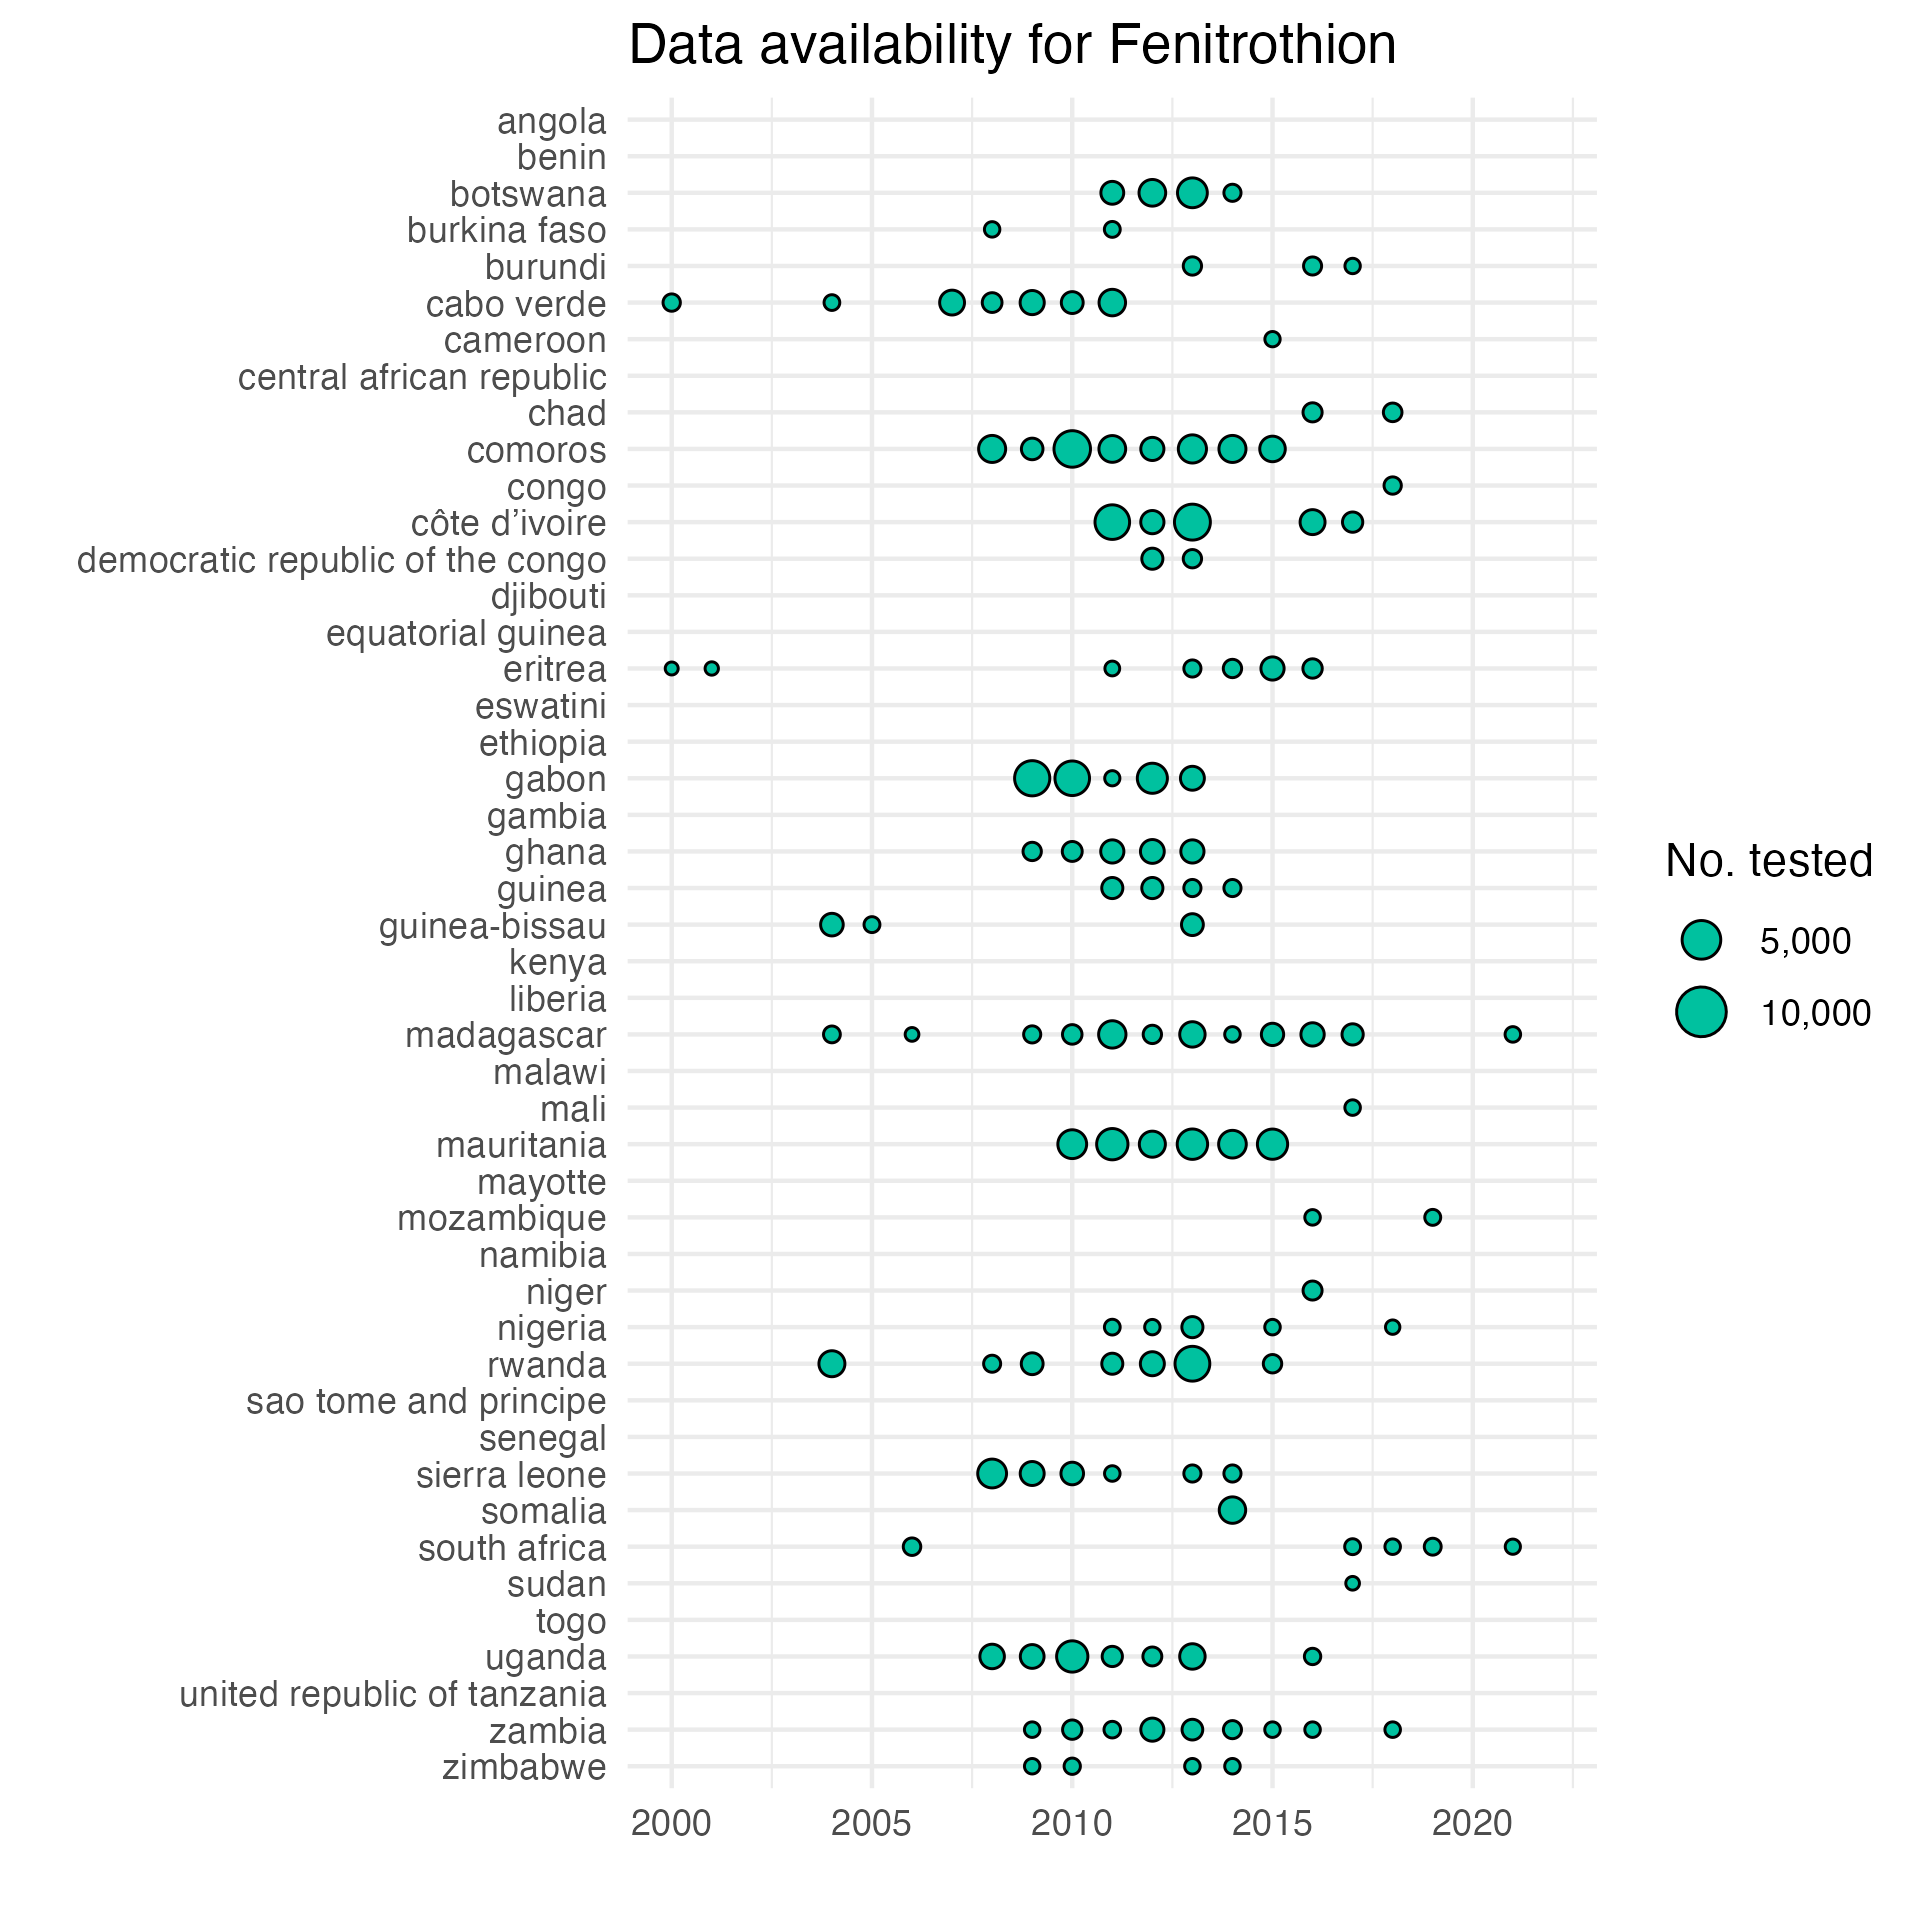 Data availability for Fenitrothion
angola
benin
botswana
burkina faso
burundi
cabo verde
cameroon
central african republic
chad
comoros
congo
côte d’ivoire
democratic republic of the congo
djibouti
equatorial guinea
eritrea
eswatini
ethiopia
gabon
gambia
ghana
guinea
guinea-bissau
kenya
liberia
madagascar
malawi
mali
mauritania
mayotte
mozambique
namibia
niger
nigeria
rwanda
sao tome and principe
senegal
sierra leone
somalia
south africa
sudan
togo
uganda
united republic of tanzania
zambia
zimbabwe
2000 2005 2010 2015 2020
No. tested
5,000
10,000